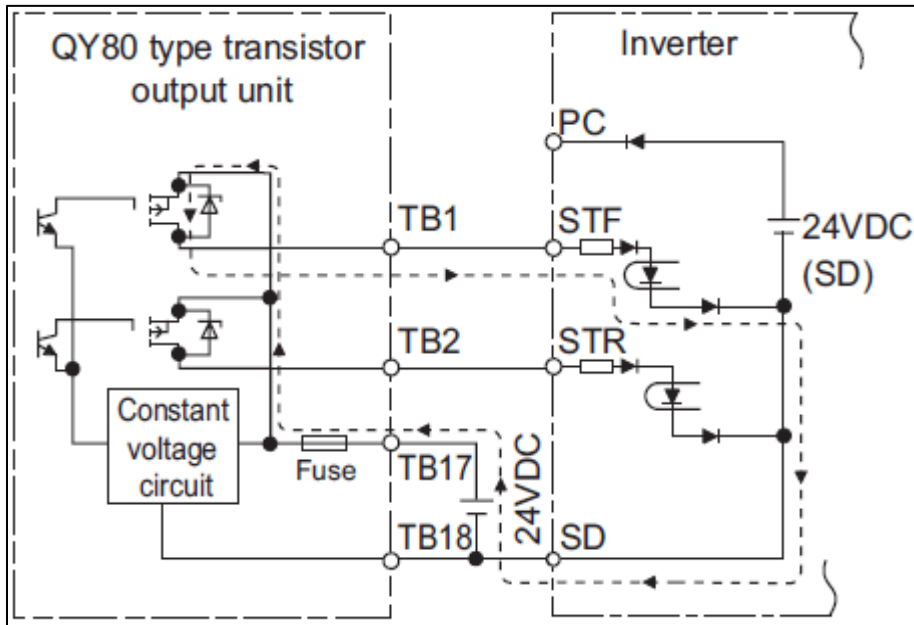 QY80 type transistor
output unit
Inverter
PC
TB1
STF
24VDC
(SD)
TB2
STR
Constant
voltage
circuit
Fuse
TB17
24VDC
TB18
SD